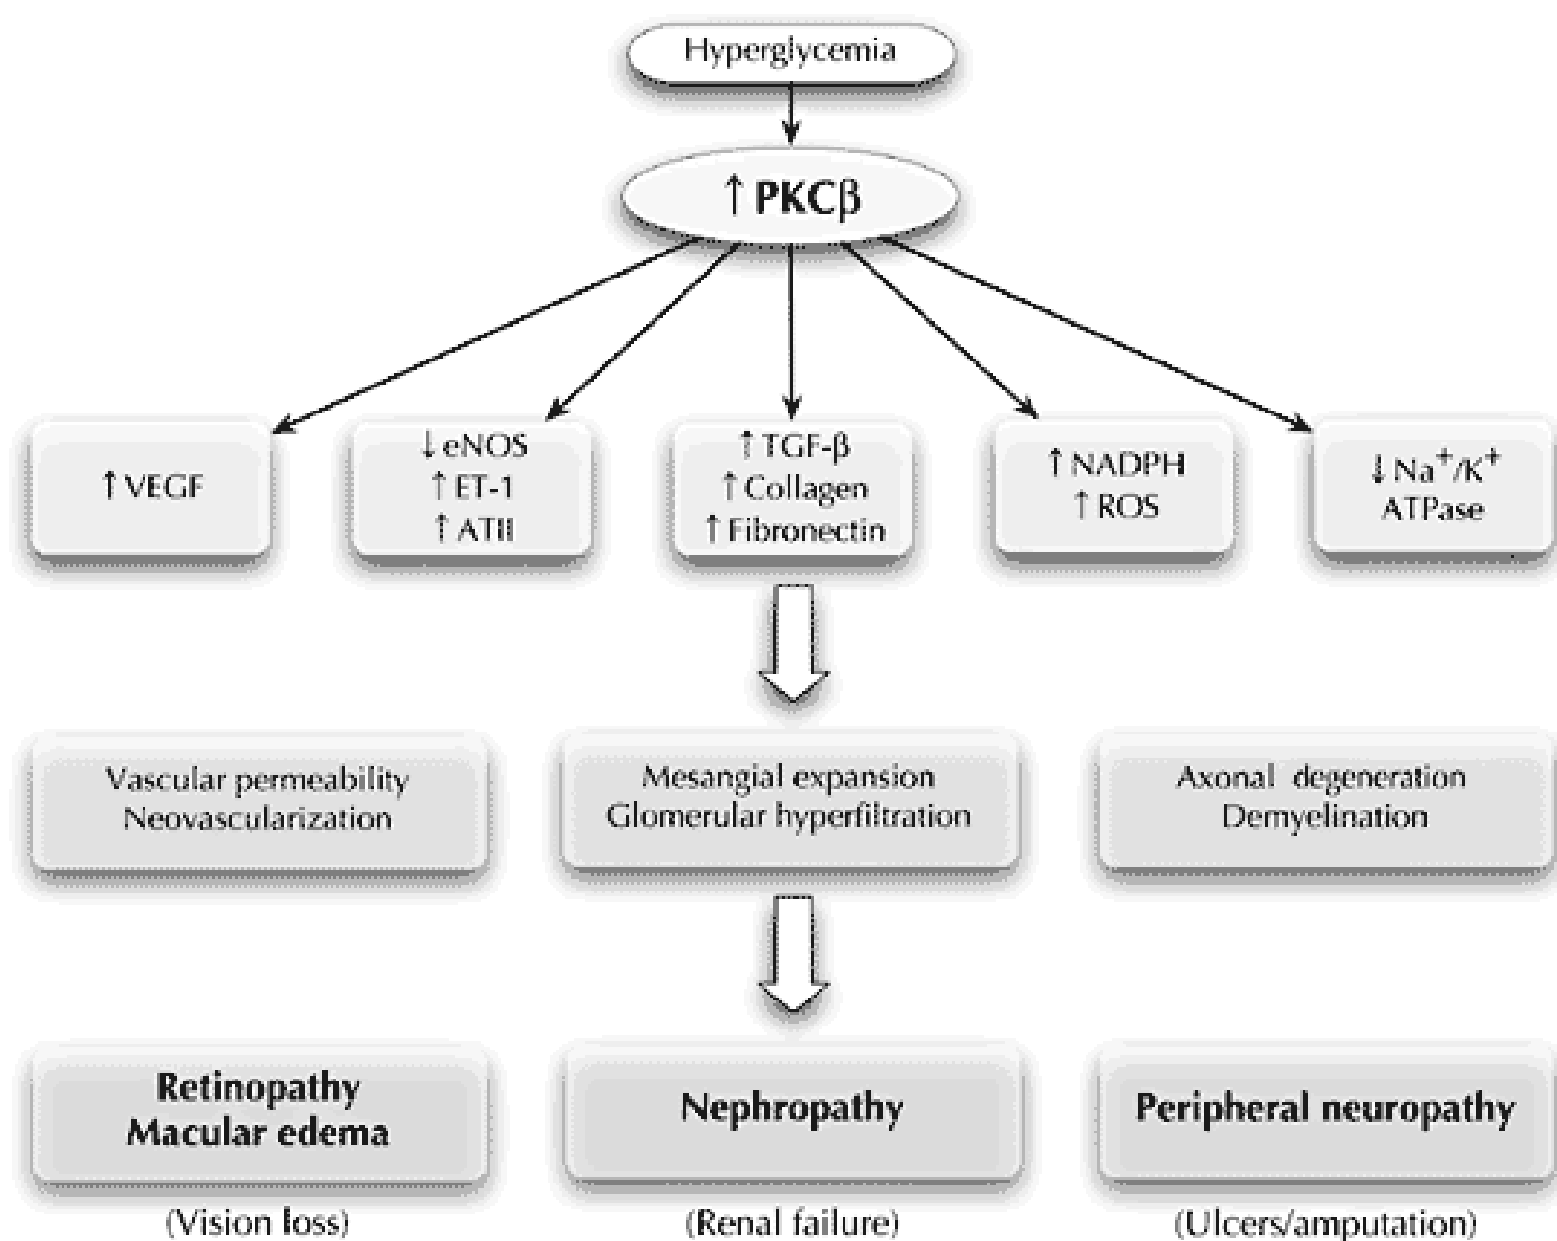 Hyperglycemia
↑PKCβ
↑VEGF
↓eNOS
↑ET-1
↑ATII
↑TGF-β
↑Collagen
↑Fibronectin
↑NADPH
↑ROS
↓Na⁺/K⁺
ATPase
Vascular permeability
Neovascularization
Mesangial expansion
Glomerular hyperfiltration
Axonal degeneration
Demyelination
Retinopathy
Macular edema
Nephropathy
Peripheral neuropathy
(Vision loss)
(Renal failure)
(Ulcers/amputation)